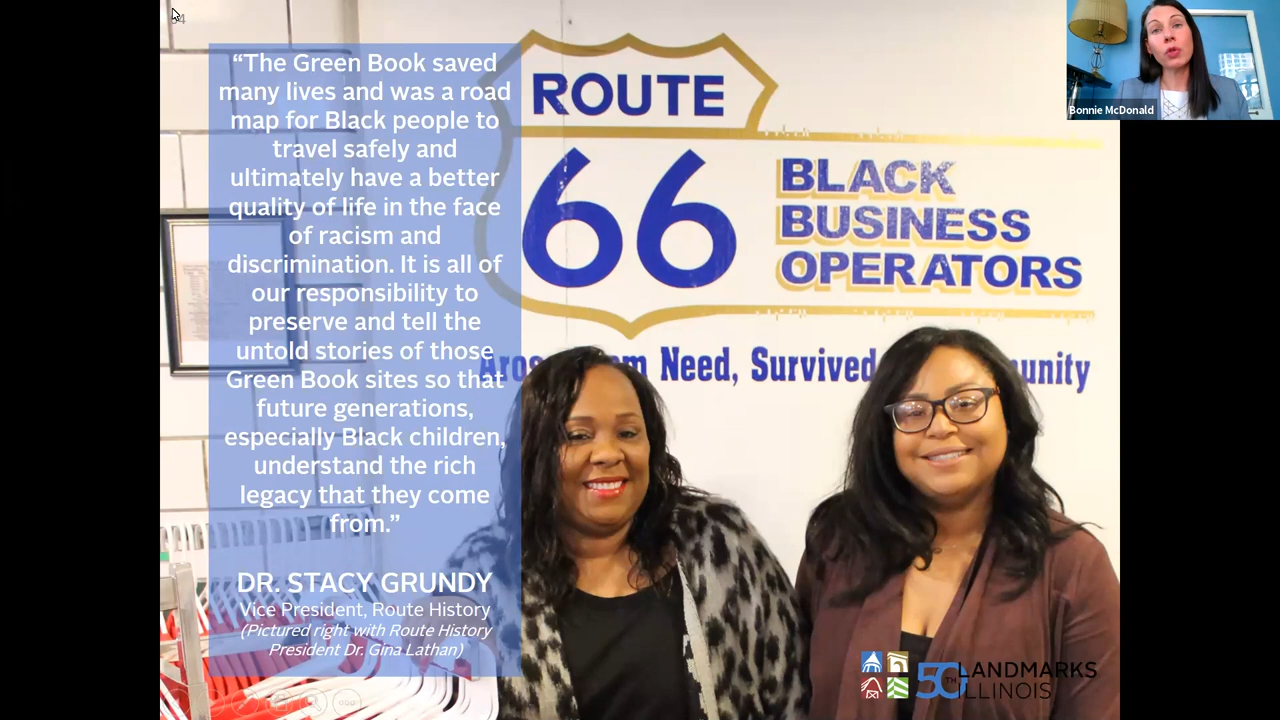 “The Green Book saved
many lives and was a road
map for Black people to
travel safely and
ultimately have a better
quality of life in the face
of racism and
discrimination. It is all of
our responsibility to
preserve and tell the
untold stories of those
Green Book sites so that
future generations,
especially Black children,
understand the rich
legacy that they come
from.”
DR. STACY GRUNDY
Vice President, Route History
(Pictured right with Route History
President Dr. Gina Lathan)
ROUTE
66
BLACK
BUSINESS
OPERATORS
Need, Survived
50TH LANDMARKS
ILLINOIS
Bonnie McDonald